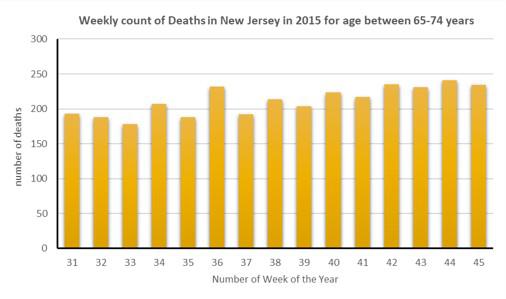 Weekly count of Deaths in New Jersey in 2015 for age between 65-74 years
300
250
200
150
100
50
0
number of deaths
31 32 33 34 35 36 37 38 39 40 41 42 43 44 45
Number of Week of the Year